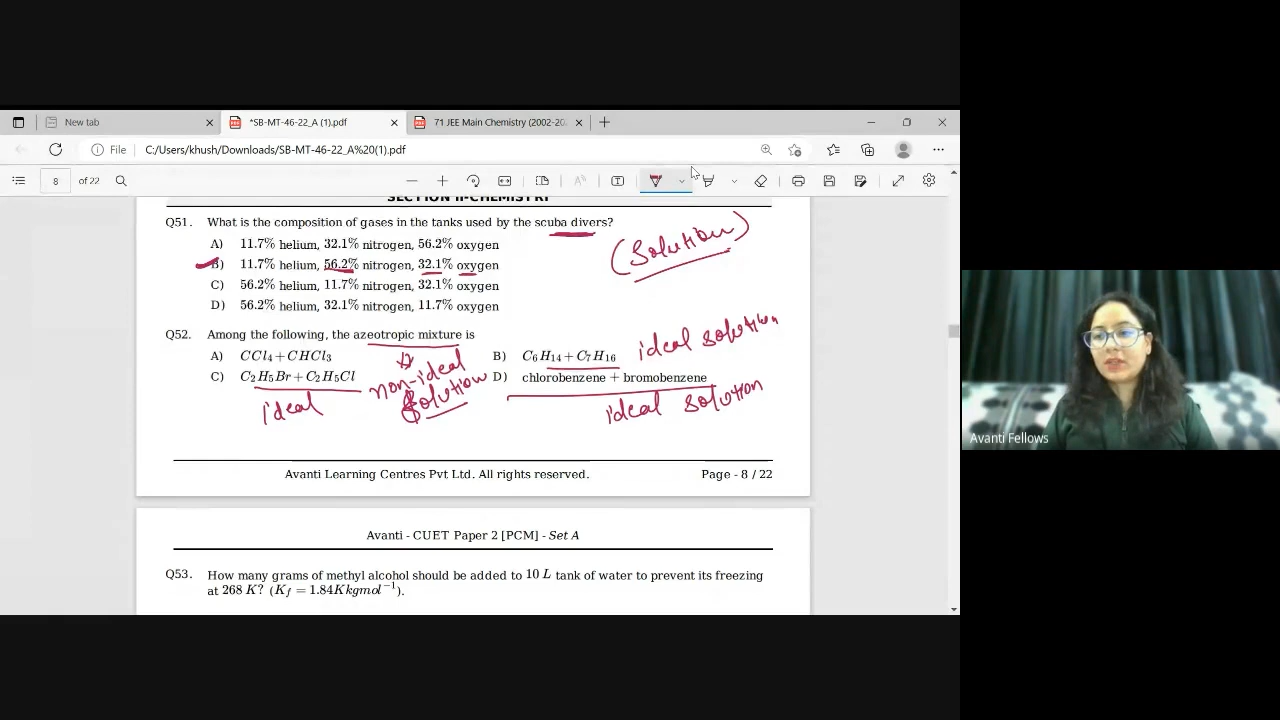 New tab
*SB-MT-46-22_A (1).pdf
71 JEE Main Chemistry (2002-20
File C:/Users/khush/Downloads/SB-MT-46-22_A%20(1).pdf
8 of 22
SECTION II-CHEMISTRY
Q51. What is the composition of gases in the tanks used by the scuba divers?
A) 11.7% helium, 32.1% nitrogen, 56.2% oxygen
B) 11.7% helium, 56.2% nitrogen, 32.1% oxygen
C) 56.2% helium, 11.7% nitrogen, 32.1% oxygen
D) 56.2% helium, 32.1% nitrogen, 11.7% oxygen
(Solution)
Q52. Among the following, the azeotropic mixture is
A) CCl₄ + CHCl₃ B) C₆H₁₄ + C₇H₁₆ ideal solution
C) C₂H₅Br + C₂H₅Cl D) chlorobenzene + bromobenzene
ideal
non-ideal
solution
ideal solution
Avanti Learning Centres Pvt Ltd. All rights reserved. Page - 8 / 22
Avanti - CUET Paper 2 [PCM] - Set A
Q53. How many grams of methyl alcohol should be added to 10 L tank of water to prevent its freezing
at 268 K? (K_f = 1.84Kkgmol⁻¹).
Avanti Fellows